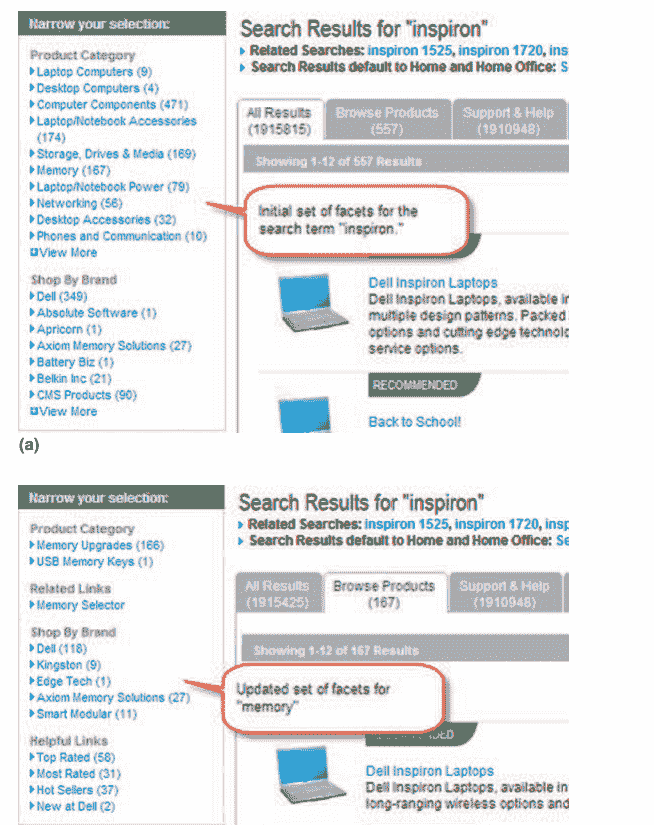 Narrow your selection:
Product Category
Laptop Computers (9)
Desktop Computers (4)
Computer Components (471)
Laptop/Notebook Accessories
(174)
Storage, Drives & Media (169)
Memory (167)
Laptop/Notebook Power (79)
Networking (56)
Desktop Accessories (32)
Phones and Communication (10)
View More
Shop By Brand
Dell (349)
Absolute Software (1)
Apricorn (1)
Axiom Memory Solutions (27)
Battery Biz (1)
Belkin Inc (21)
CMS Products (90)
View More
Search Results for "inspiron"
Related Searches: inspiron 1525, inspiron 1720, ins
Search Results default to Home and Home Office: S
All Results
(1915815)
Browse Products
(557)
Support & Help
(1910948)
Showing 1-12 of 557 Results
Initial set of facets for the
search term "inspiron."
Dell Inspiron Laptops
Dell Inspiron Laptops, available in
multiple design patterns. Packed
options and cutting edge technolo
service options.
RECOMMENDED
Back to School!
(a)
Narrow your selection:
Product Category
Memory Upgrades (166)
USB Memory Keys (1)
Related Links
Memory Selector
Shop By Brand
Dell (118)
Kingston (9)
Edge Tech (1)
Axiom Memory Solutions (27)
Smart Modular (11)
Helpful Links
Top Rated (58)
Most Rated (31)
Hot Sellers (37)
New at Dell (2)
Search Results for "inspiron"
Related Searches: inspiron 1525, inspiron 1720, insp
Search Results default to Home and Home Office: Se
All Results
(1915425)
Browse Products
(167)
Support & Help
(1910948)
Showing 1-12 of 167 Results
Updated set of facets for
"memory"
Dell Inspiron Laptops
Dell Inspiron Laptops, available in
long-ranging wireless options and